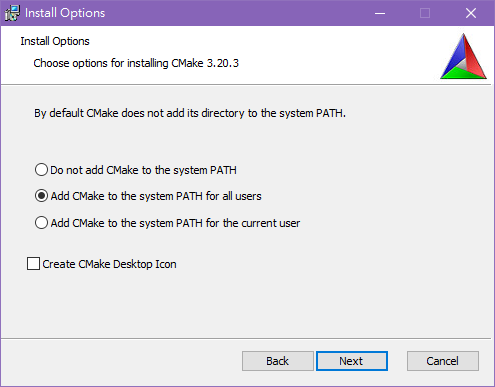 Install Options
Install Options
Choose options for installing CMake 3.20.3
By default CMake does not add its directory to the system PATH.
Do not add CMake to the system PATH
Add CMake to the system PATH for all users
Add CMake to the system PATH for the current user
Create CMake Desktop Icon
Back Next Cancel